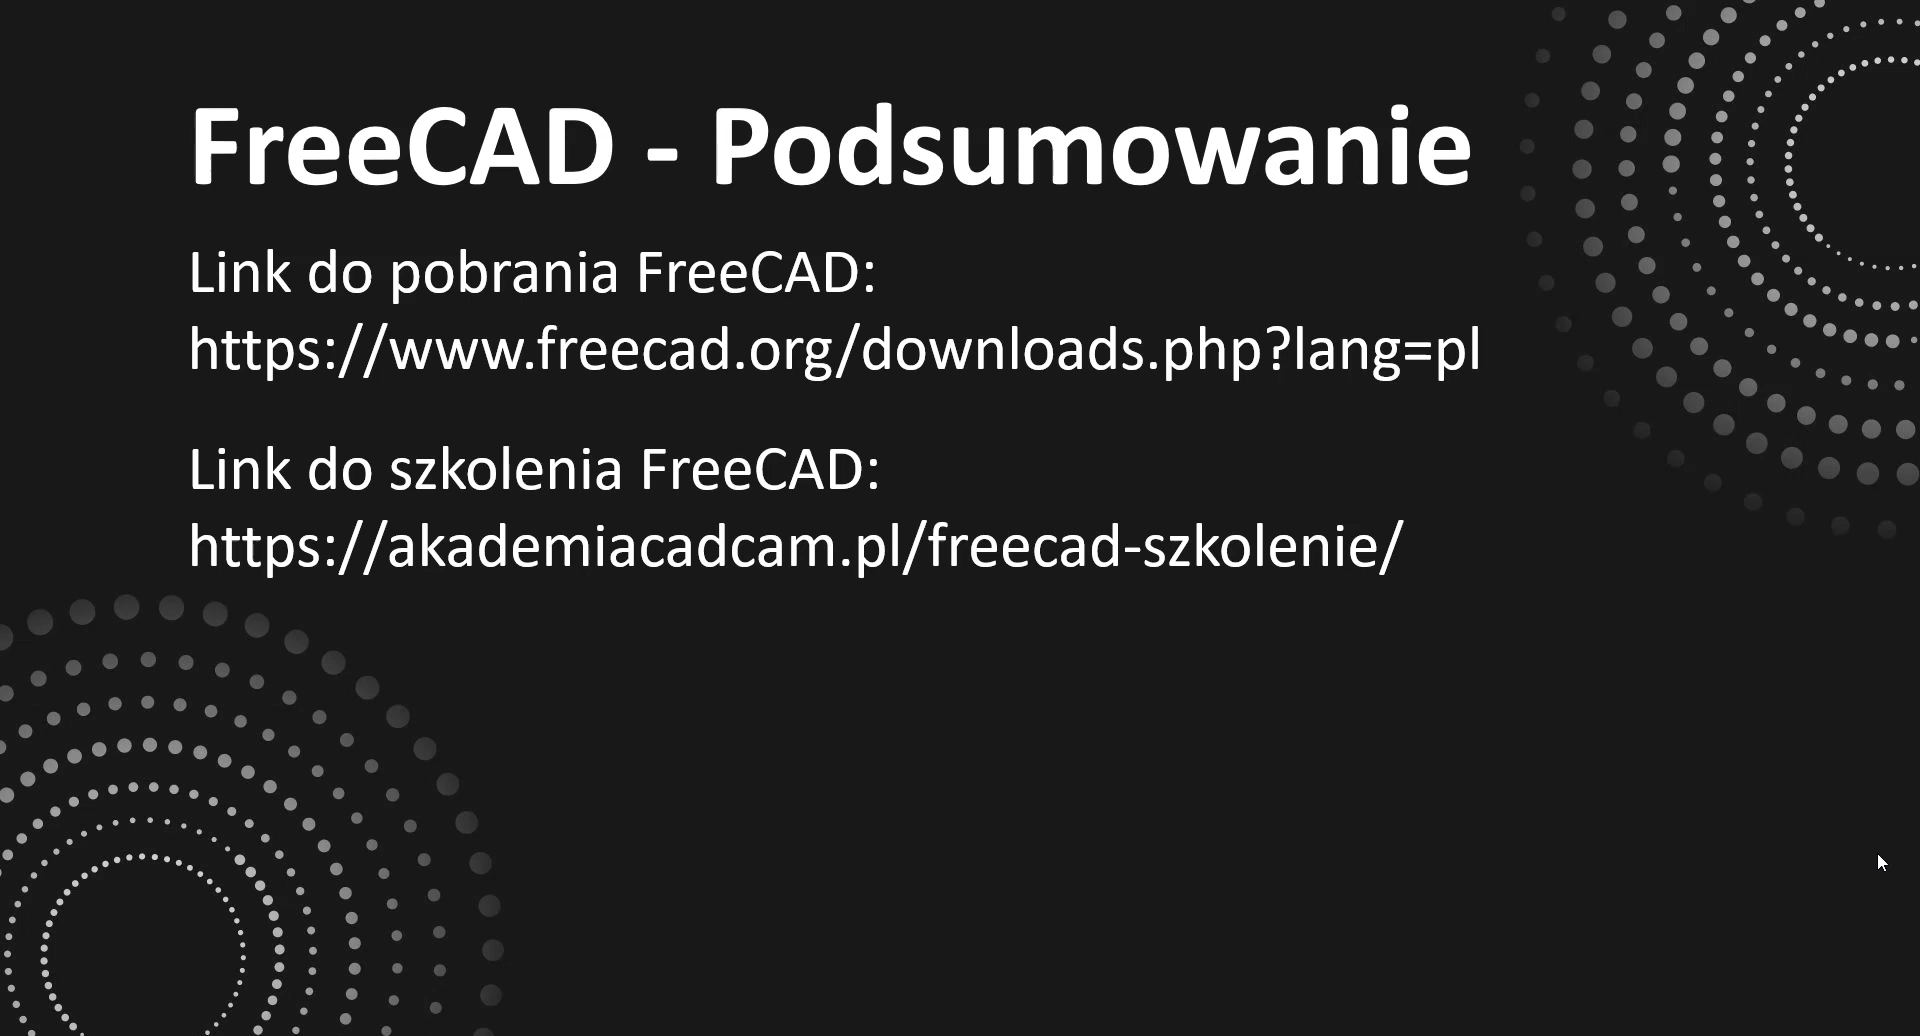 FreeCAD - Podsumowanie
Link do pobrania FreeCAD:
https://www.freecad.org/downloads.php?lang=pl
Link do szkolenia FreeCAD:
https://akademiacadcam.pl/freecad-szkolenie/